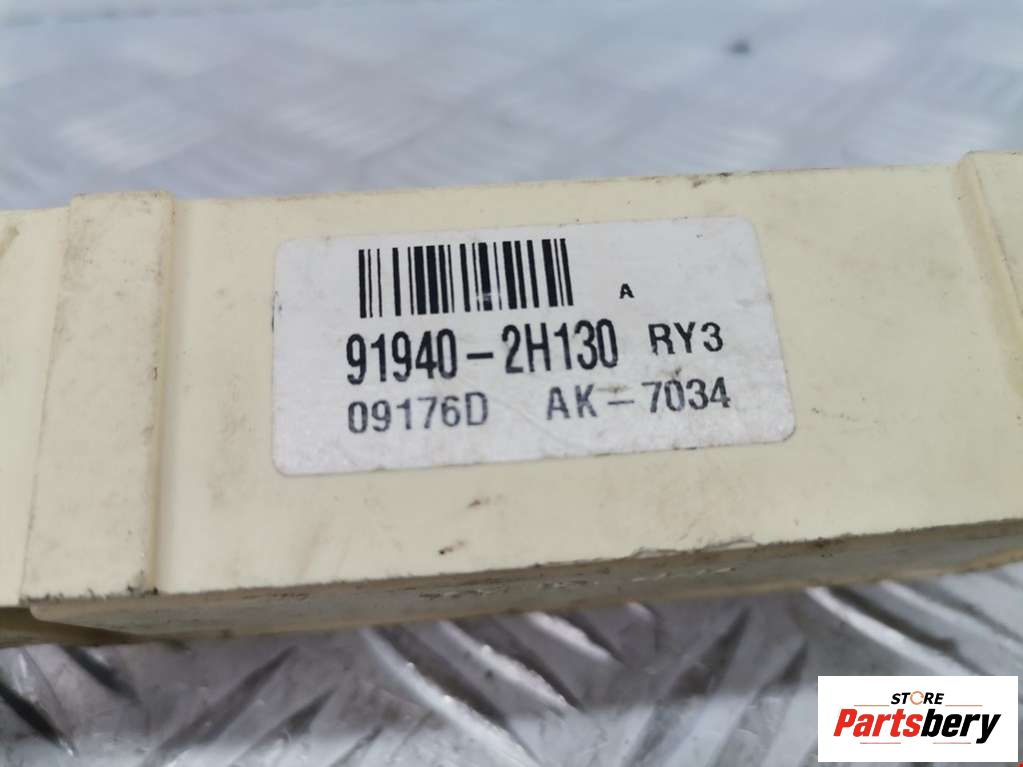 A
91940-2H130 RY3
09176D AK-7034
STORE
Partsbery